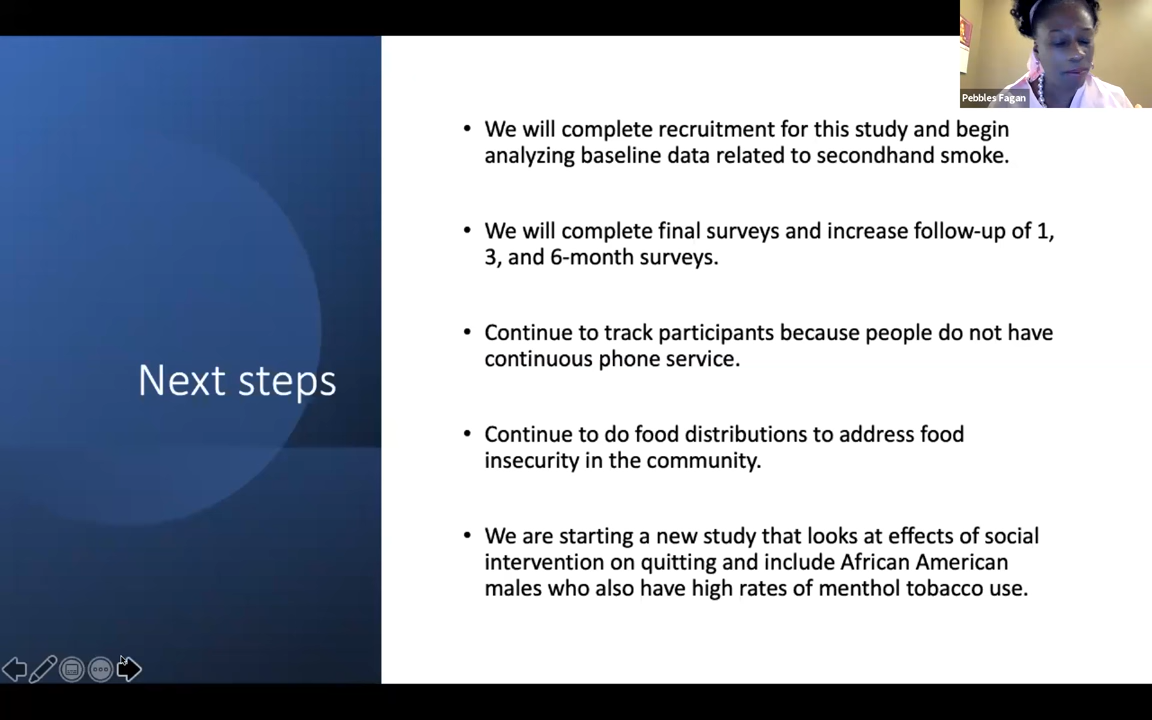 Pebbles Fagan
• We will complete recruitment for this study and begin
analyzing baseline data related to secondhand smoke.
• We will complete final surveys and increase follow-up of 1,
3, and 6-month surveys.
• Continue to track participants because people do not have
continuous phone service.
Next steps
• Continue to do food distributions to address food
insecurity in the community.
• We are starting a new study that looks at effects of social
intervention on quitting and include African American
males who also have high rates of menthol tobacco use.